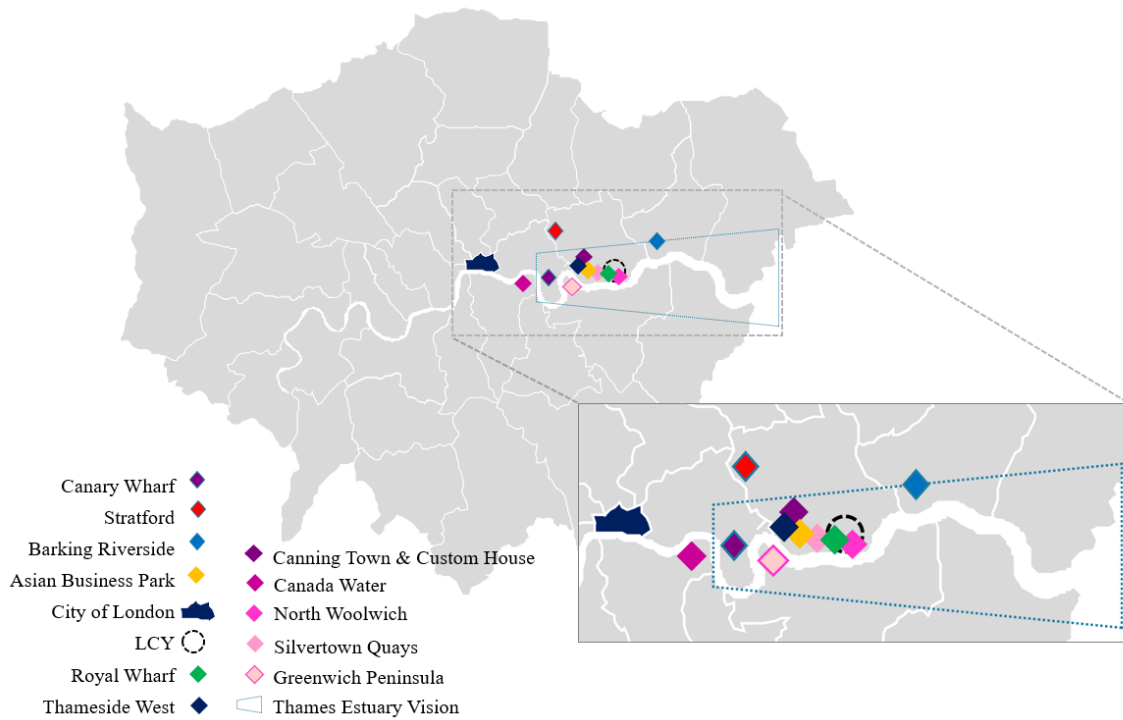 Canary Wharf
Stratford
Barking Riverside
Asian Business Park
City of London
LCY
Royal Wharf
Thameside West
Canning Town & Custom House
Canada Water
North Woolwich
Silvertown Quays
Greenwich Peninsula
Thames Estuary Vision